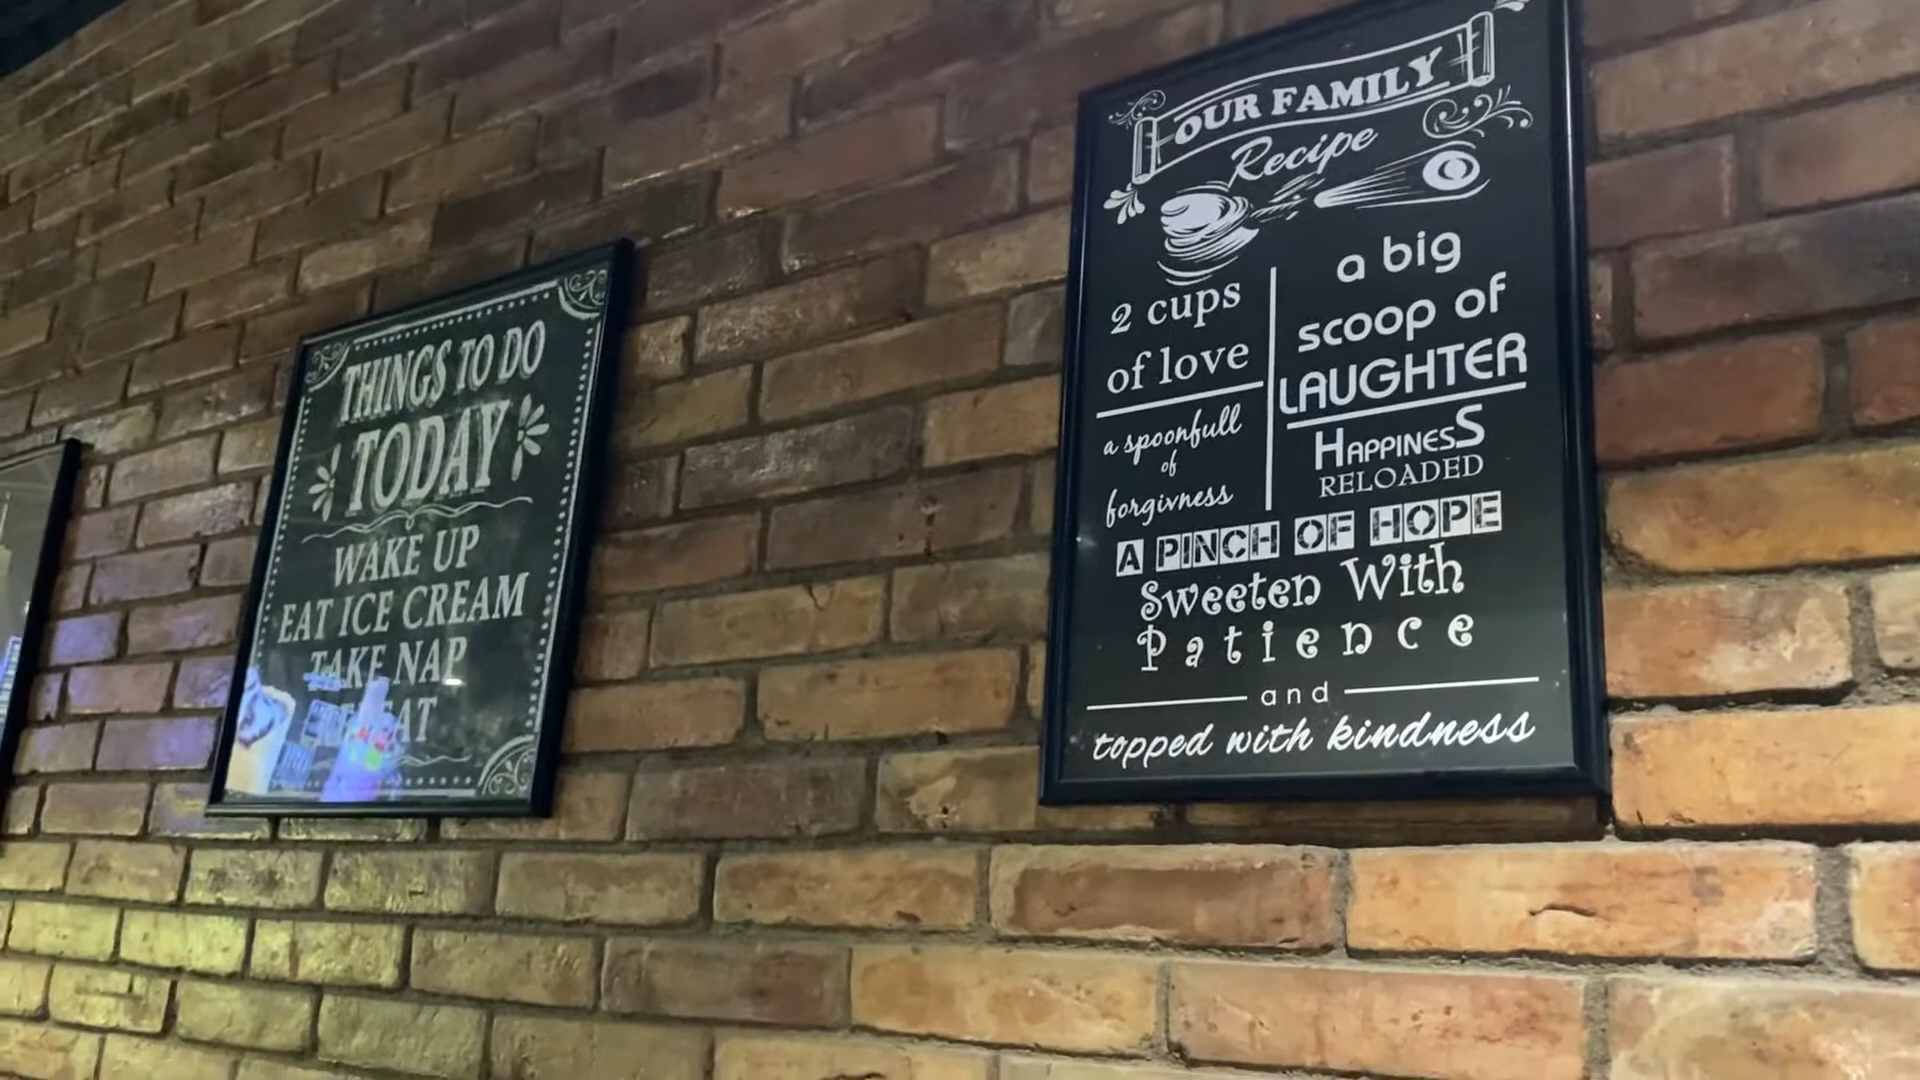 THINGS TO DO
TODAY
WAKE UP
EAT ICE CREAM
TAKE NAP
OUR FAMILY
Recipe
2 cups
of love
a spoonfull
of
forgivness
a big
scoop of
LAUGHTER
HAPPINESS
RELOADED
A PINCH OF HOPE
Sweeten With
Patience
and
topped with kindness